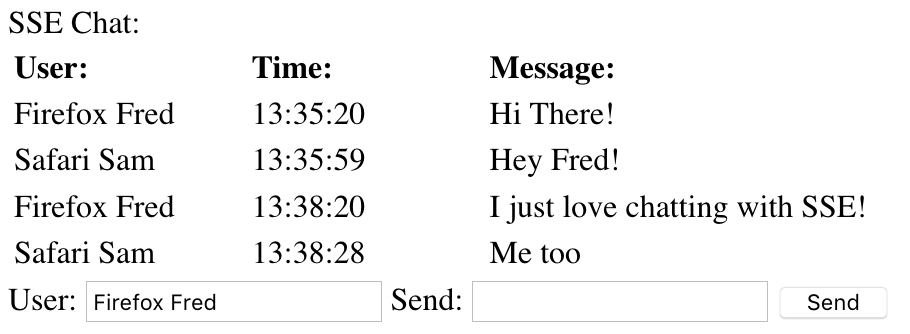 SSE Chat:
User: Time: Message:
Firefox Fred 13:35:20 Hi There!
Safari Sam 13:35:59 Hey Fred!
Firefox Fred 13:38:20 I just love chatting with SSE!
Safari Sam 13:38:28 Me too
User: Firefox Fred Send: Send